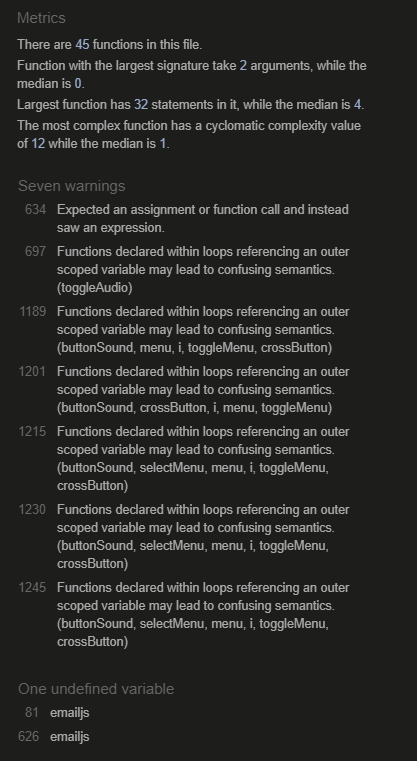 Metrics
There are 45 functions in this file.
Function with the largest signature take 2 arguments, while the
median is 0.
Largest function has 32 statements in it, while the median is 4.
The most complex function has a cyclomatic complexity value
of 12 while the median is 1.
Seven warnings
634 Expected an assignment or function call and instead
saw an expression.
697 Functions declared within loops referencing an outer
scoped variable may lead to confusing semantics.
(toggleAudio)
1189 Functions declared within loops referencing an outer
scoped variable may lead to confusing semantics.
(buttonSound, menu, i, toggleMenu, crossButton)
1201 Functions declared within loops referencing an outer
scoped variable may lead to confusing semantics.
(buttonSound, crossButton, i, menu, toggleMenu)
1215 Functions declared within loops referencing an outer
scoped variable may lead to confusing semantics.
(buttonSound, selectMenu, menu, i, toggleMenu,
crossButton)
1230 Functions declared within loops referencing an outer
scoped variable may lead to confusing semantics.
(buttonSound, selectMenu, menu, i, toggleMenu,
crossButton)
1245 Functions declared within loops referencing an outer
scoped variable may lead to confusing semantics.
(buttonSound, selectMenu, menu, i, toggleMenu,
crossButton)
One undefined variable
81 emailjs
626 emailjs